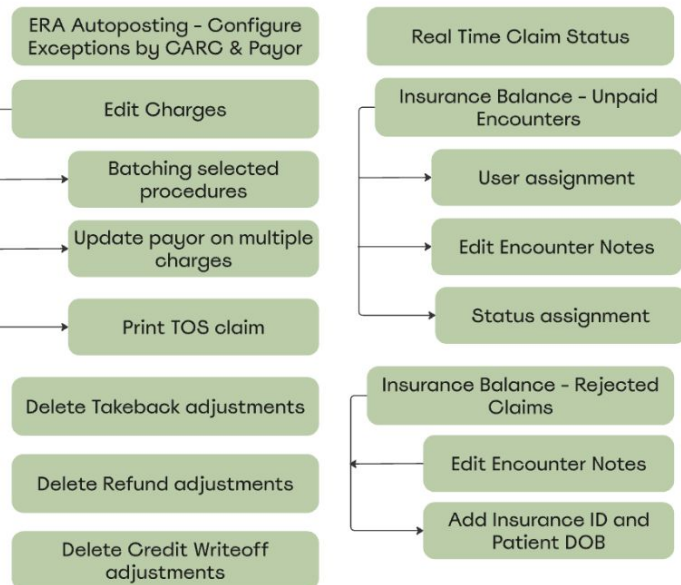 ERA Autoposting - Configure
Exceptions by CARC & Payor
Edit Charges
Batching selected
procedures
Update payor on multiple
charges
Print TOS claim
Delete Takeback adjustments
Delete Refund adjustments
Delete Credit Writeoff
adjustments
Real Time Claim Status
Insurance Balance - Unpaid
Encounters
User assignment
Edit Encounter Notes
Status assignment
Insurance Balance - Rejected
Claims
Edit Encounter Notes
Add Insurance ID and
Patient DOB